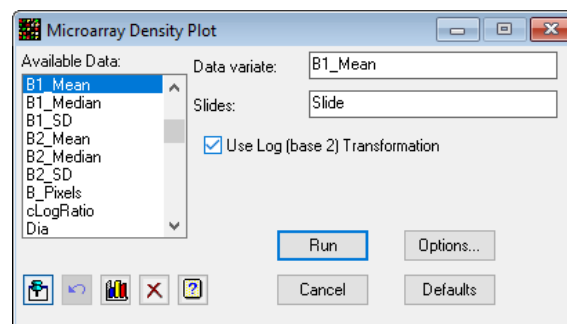 Microarray Density Plot
Available Data:
B1_Mean
B1_Median
B1_SD
B2_Mean
B2_Median
B2_SD
B_Pixels
cLogRatio
Dia
Data variate:
B1_Mean
Slides:
Slide
Use Log (base 2) Transformation
Run
Options...
Cancel
Defaults